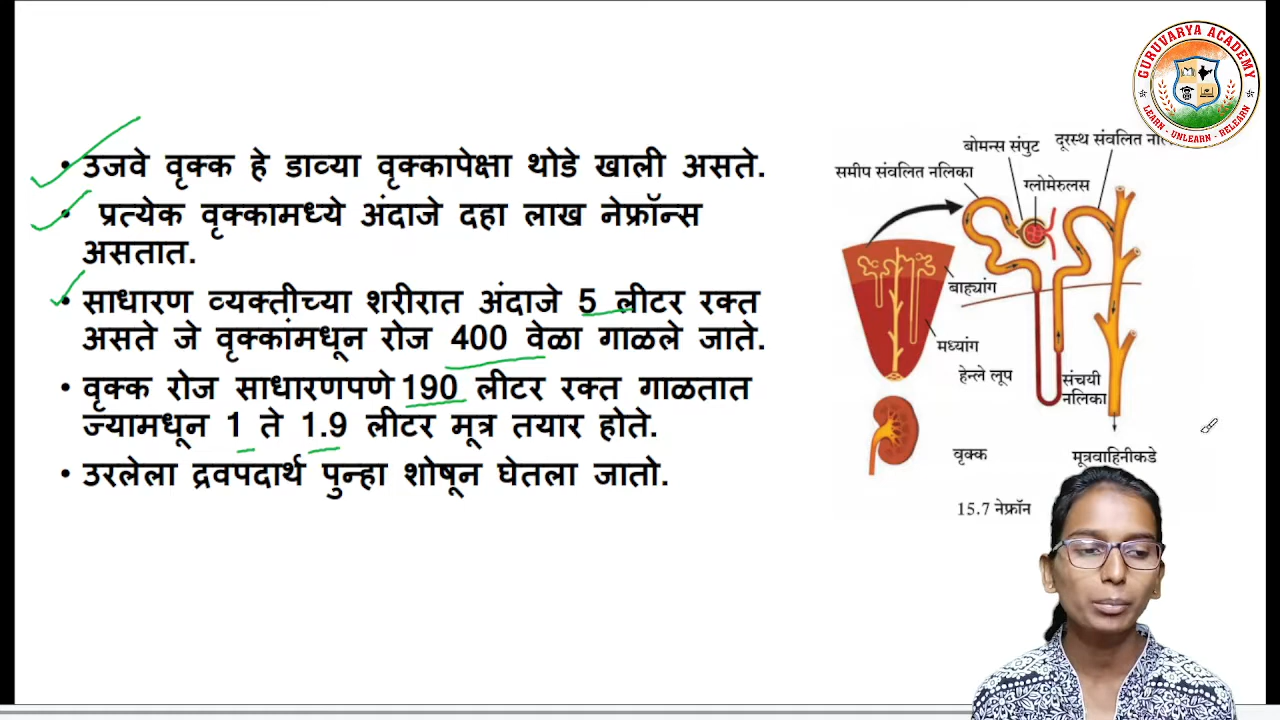 GURUVARYA ACADEMY
LEARN - UNLEARN - RELEARN
• उजवे वृक्क हे डाव्या वृक्कापेक्षा थोडे खाली असते.
• प्रत्येक वृक्कामध्ये अंदाजे दहा लाख नेफ्रॉन्स
असतात.
• साधारण व्यक्तीच्या शरीरात अंदाजे 5 लीटर रक्त
असते जे वृक्कांमधून रोज 400 वेळा गाळले जाते.
• वृक्क रोज साधारणपणे 190 लीटर रक्त गाळतात
ज्यामधून 1 ते 1.9 लीटर मूत्र तयार होते.
• उरलेला द्रवपदार्थ पुन्हा शोषून घेतला जातो.
बोमन्स संपुट
दूरस्थ संवलित
समीप संवलित नलिका
ग्लोमेरुलस
बाह्यांग
मध्यांग
हेन्ले लूप
संचयी
नलिका
वृक्क
मूत्रवाहिनीकडे
15.7 नेफ्रॉन